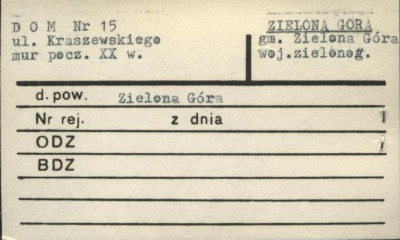 D O M Nr 15
ul. Kraszewskiego
mur pocz. XX w.
ZIELONA GORA
gm. Zielona Góra
woj.zielonog.
d. pow. Zielona Góra
Nr rej. z dnia
ODZ
BDZ